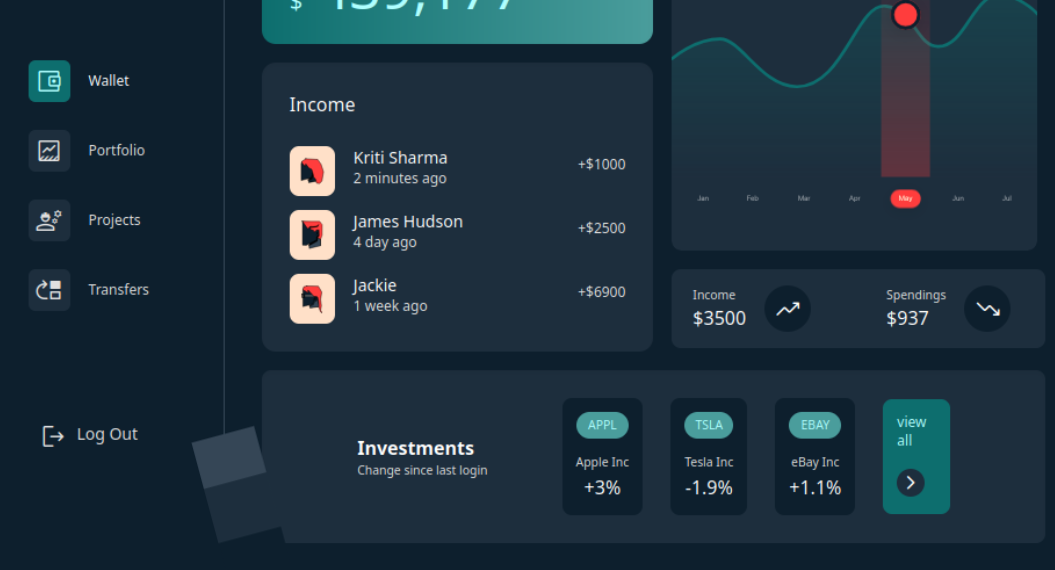 $
Wallet
Portfolio
Projects
Transfers
Log Out
Income
Kriti Sharma
2 minutes ago
+$1000
James Hudson
4 day ago
+$2500
Jackie
1 week ago
+$6900
Jan Feb Mar Apr May Jun Jul
Income
$3500
Spendings
$937
Investments
Change since last login
APPL
Apple Inc
+3%
TSLA
Tesla Inc
-1.9%
EBAY
eBay Inc
+1.1%
view
all